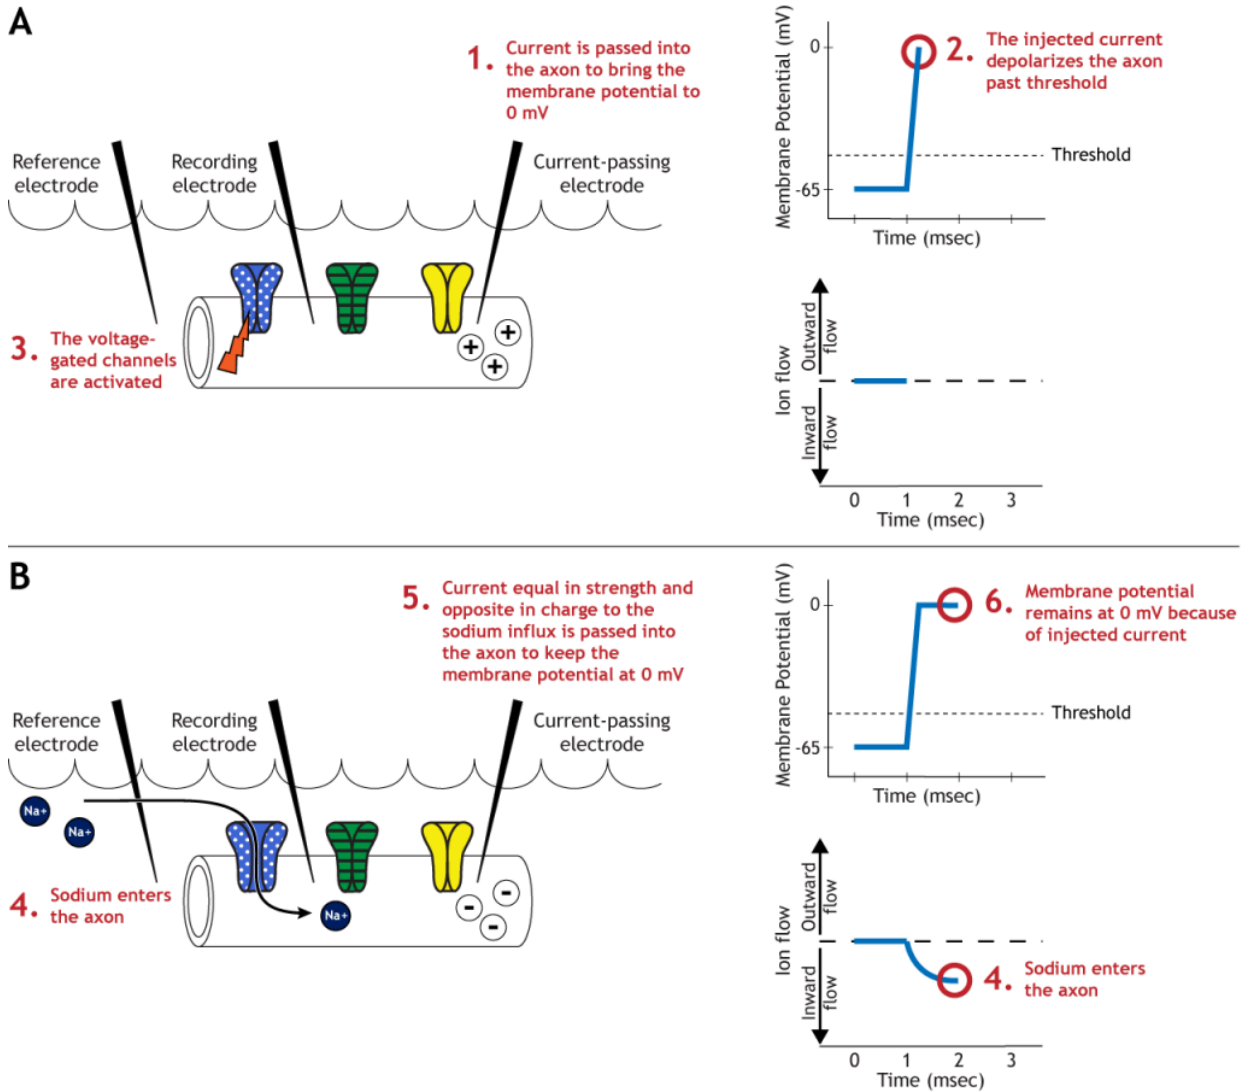 A
1. Current is passed into
the axon to bring the
membrane potential to
0 mV
Reference
electrode
Recording
electrode
Current-passing
electrode
3. The voltage-
gated channels
are activated
+
+
+
Membrane Potential (mV)
0
-65
2. The injected current
depolarizes the axon
past threshold
Threshold
Time (msec)
Ion flow
Outward
flow
Inward
flow
0 1 2 3
Time (msec)
B
5. Current equal in strength and
opposite in charge to the
sodium influx is passed into
the axon to keep the
membrane potential at 0 mV
Reference
electrode
Recording
electrode
Current-passing
electrode
Na+
Na+
4. Sodium enters
the axon
Na+
-
-
-
Membrane Potential (mV)
0
-65
6. Membrane potential
remains at 0 mV because
of injected current
Threshold
Time (msec)
Ion flow
Outward
flow
Inward
flow
4. Sodium enters
the axon
0 1 2 3
Time (msec)